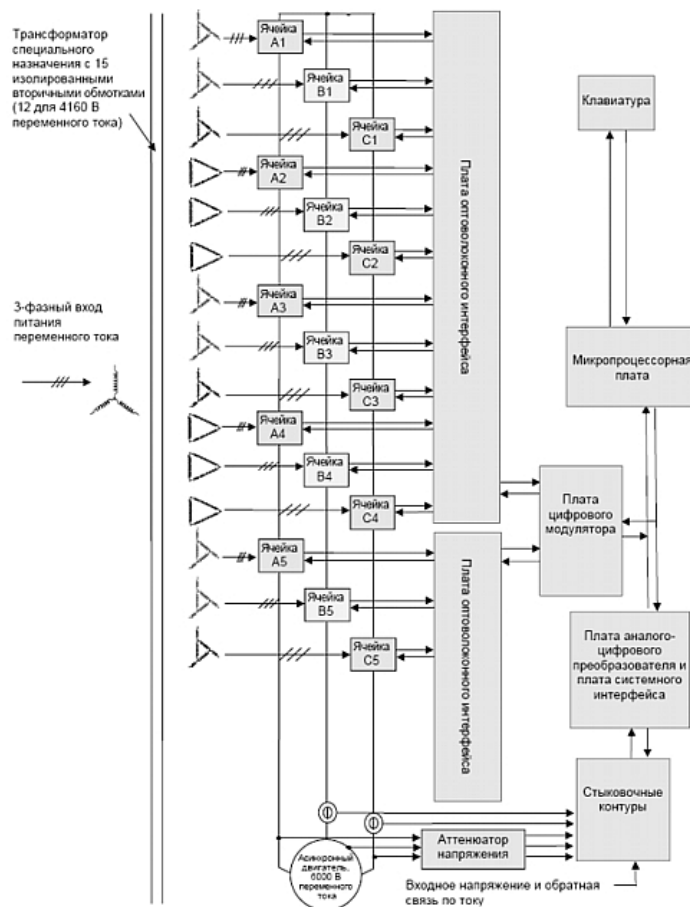 Трансформатор
специального
назначения с 15
изолированными
вторичными обмотками
(12 для 4160 В
переменного тока)
3-фазный вход
питания
переменного тока
Ячейка
A1
Ячейка
B1
Ячейка
C1
Ячейка
A2
Ячейка
B2
Ячейка
C2
Ячейка
A3
Ячейка
B3
Ячейка
C3
Ячейка
A4
Ячейка
B4
Ячейка
C4
Ячейка
A5
Ячейка
B5
Ячейка
C5
Плата оптоволоконного интерфейса
Плата оптоволоконного интерфейса
Клавиатура
Микропроцессорная
плата
Плата
цифрового
модулятора
Плата аналого-
цифрового
преобразователя и
плата системного
интерфейса
Стыковочные
контуры
Аттенюатор
напряжения
Асинхронный
двигатель,
6000 В
переменного
тока
Входное напряжение и обратная
связь по току